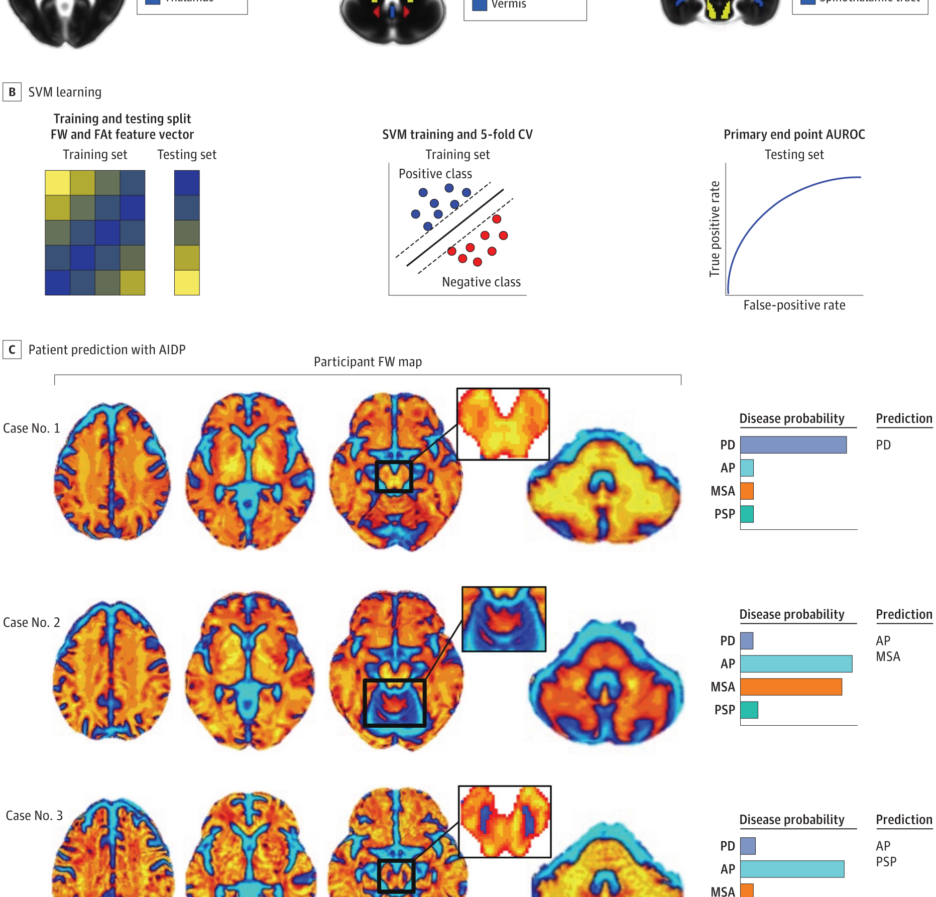 Thalamus
Vermis
Spinothalamic tract
B SVM learning
Training and testing split
FW and FAt feature vector
Training set
Testing set
SVM training and 5-fold CV
Training set
Positive class
Negative class
Primary end point AUROC
Testing set
True positive rate
False-positive rate
C Patient prediction with AIDP
Participant FW map
Case No. 1
Disease probability
Prediction
PD
PD
AP
MSA
PSP
Case No. 2
Disease probability
Prediction
PD
AP
AP
MSA
MSA
PSP
Case No. 3
Disease probability
Prediction
PD
AP
AP
PSP
MSA